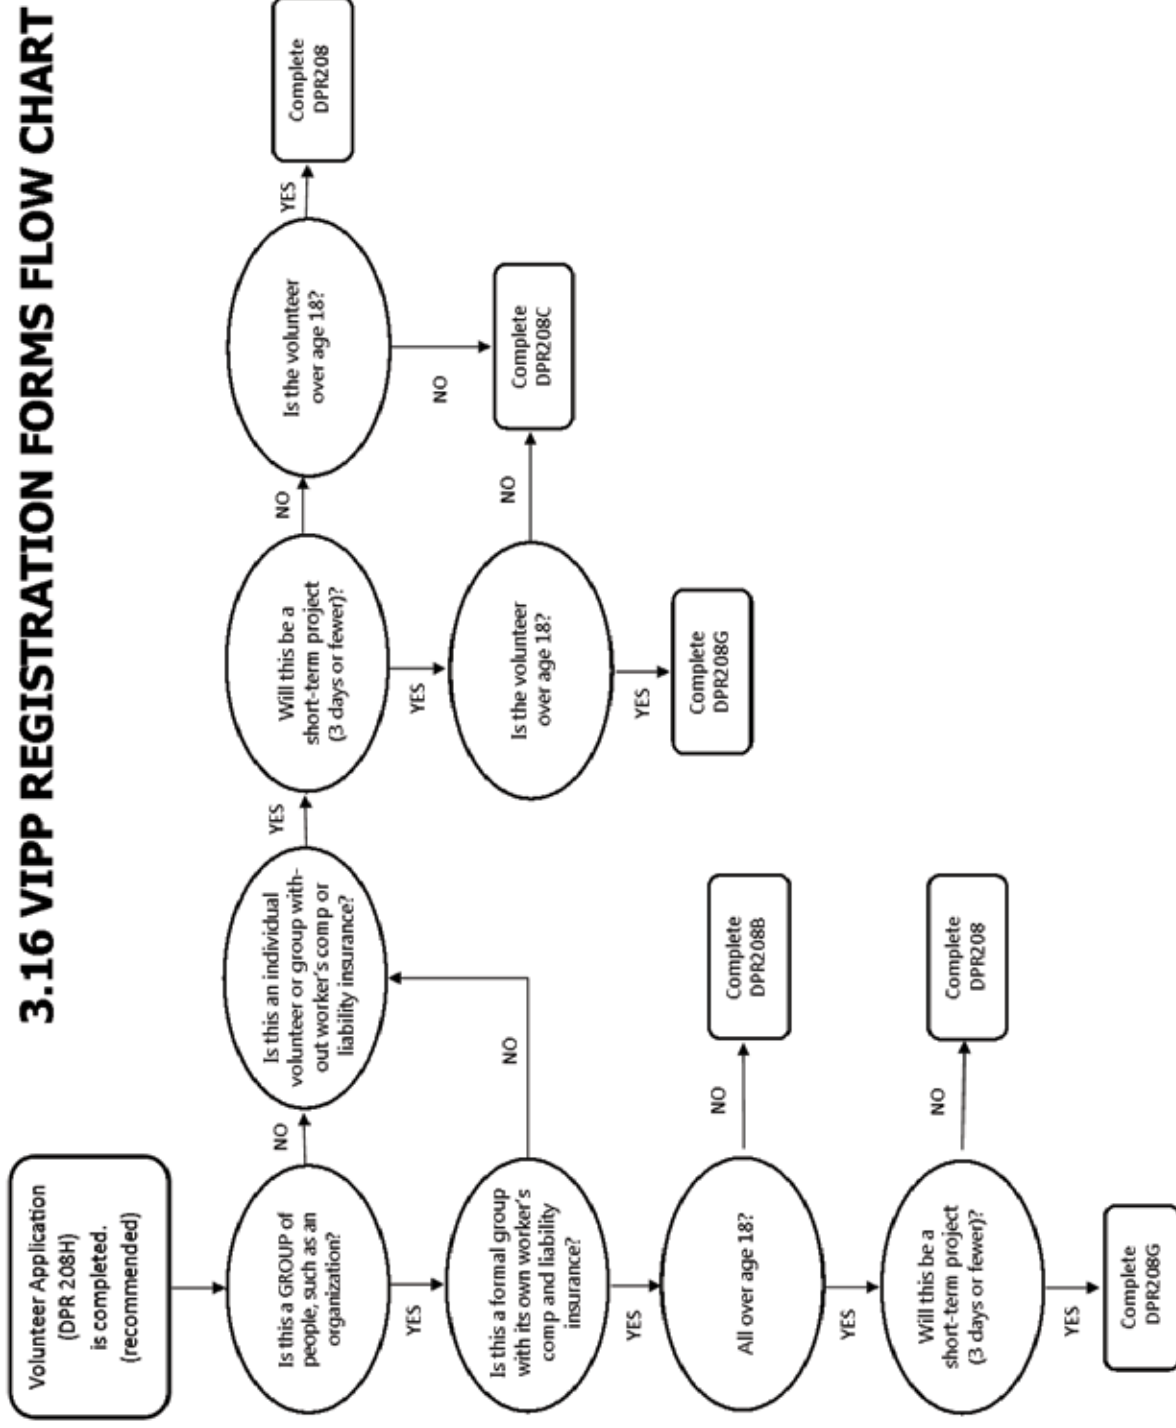 3.16 VIPP REGISTRATION FORMS FLOW CHART
Volunteer Application
(DPR 208H)
is completed.
(recommended)
Is this a GROUP of
people, such as an
organization?
NO
Is this an individual
volunteer or group with-
out worker's comp or
liability insurance?
YES
Will this be a
short-term project
(3 days or fewer)?
NO
Is the volunteer
over age 18?
YES
Complete
DPR208
YES
Is this a formal group
with its own worker's
comp and liability
insurance?
NO
YES
Is the volunteer
over age 18?
NO
NO
Complete
DPR208C
YES
Complete
DPR208G
YES
All over age 18?
NO
Complete
DPR208B
YES
Will this be a
short-term project
(3 days or fewer)?
NO
Complete
DPR208
YES
Complete
DPR208G